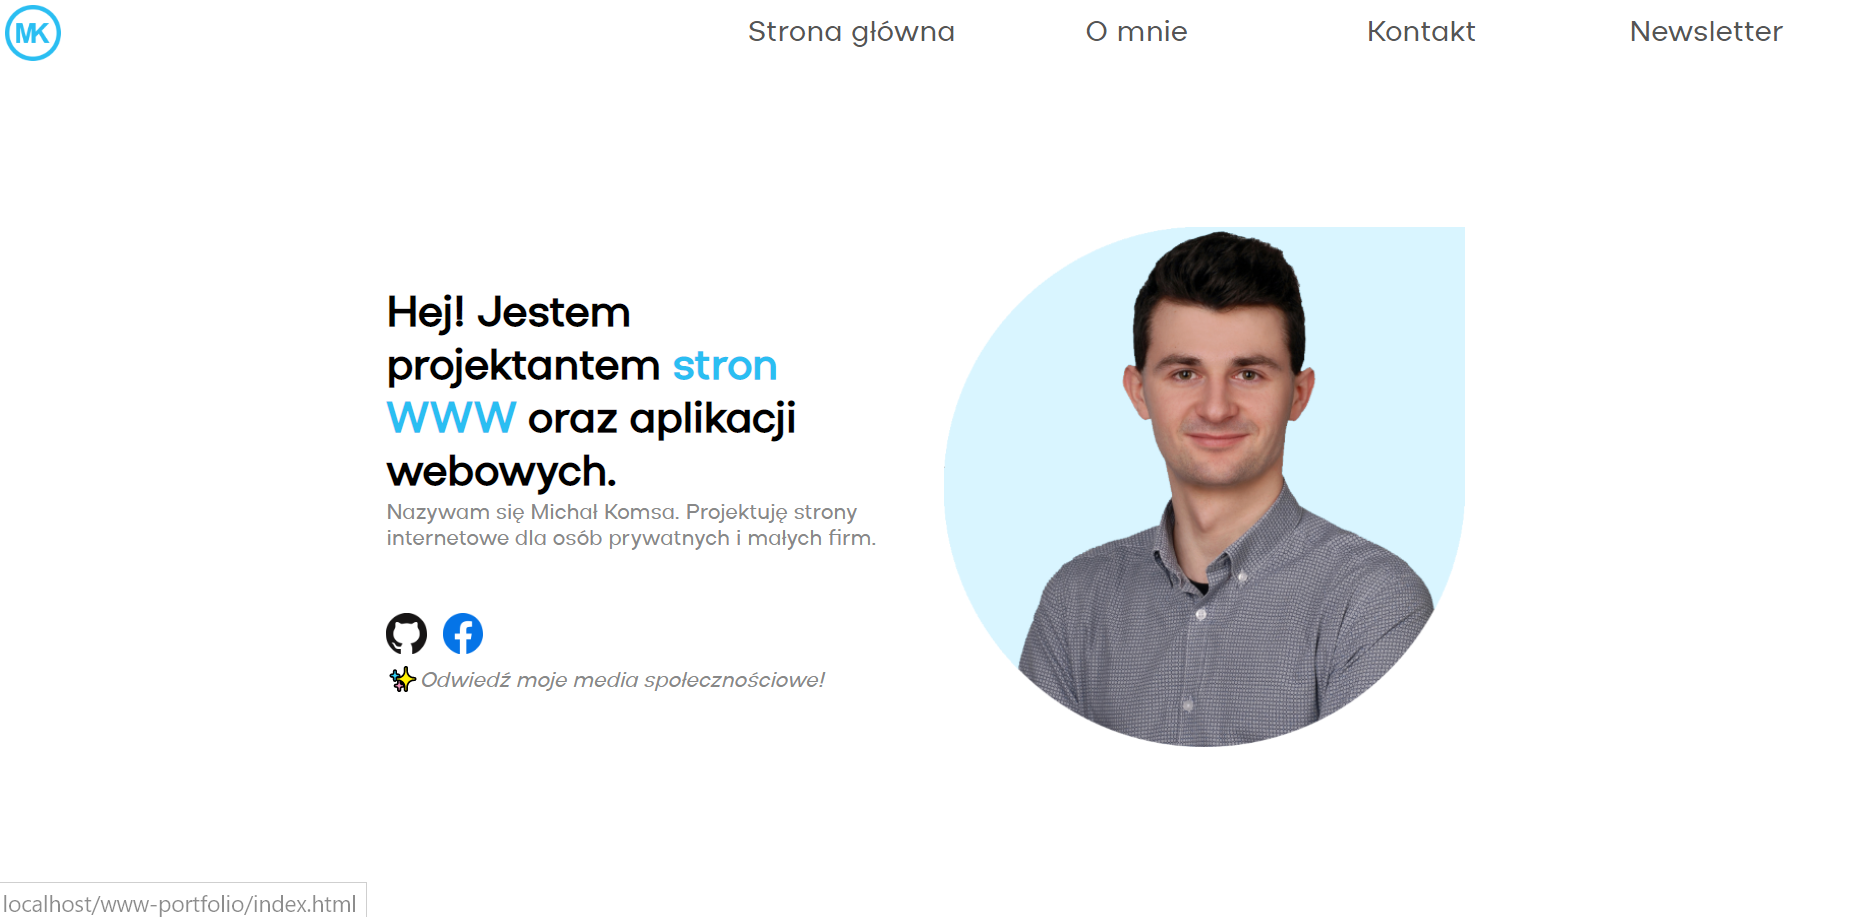 MK
Strona główna
O mnie
Kontakt
Newsletter
Hej! Jestem
projektantem stron
WWW oraz aplikacji
webowych.
Nazywam się Michał Komsa. Projektuję strony
internetowe dla osób prywatnych i małych firm.
Odwiedź moje media społecznościowe!
localhost/www-portfolio/index.html